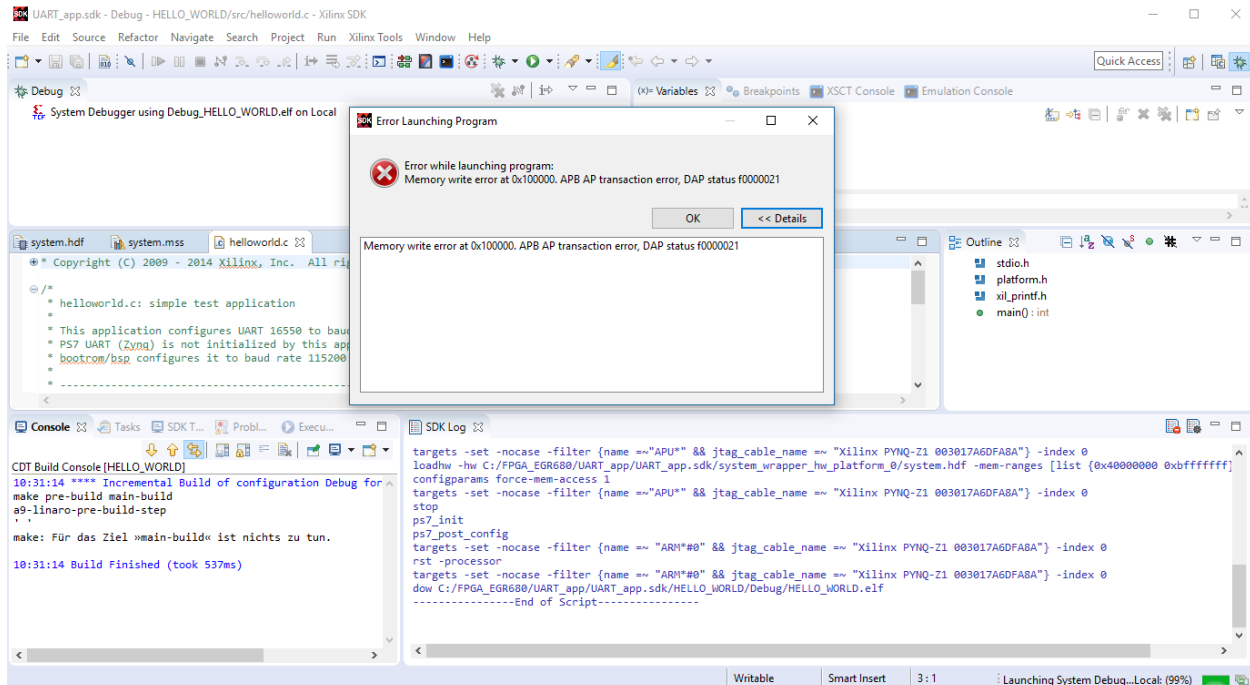 UART_app.sdk - Debug - HELLO_WORLD/src/helloworld.c - Xilinx SDK
File Edit Source Refactor Navigate Search Project Run Xilinx Tools Window Help
Quick Access
Debug
(x)= Variables Breakpoints XSCT Console Emulation Console
System Debugger using Debug_HELLO_WORLD.elf on Local
SDK Error Launching Program
Error while launching program:
Memory write error at 0x100000. APB AP transaction error, DAP status f0000021
OK << Details
Memory write error at 0x100000. APB AP transaction error, DAP status f0000021
system.hdf system.mss helloworld.c
* Copyright (C) 2009 - 2014 Xilinx, Inc. All rig
/*
* helloworld.c: simple test application
*
* This application configures UART 16550 to baud
* PS7 UART (Zynq) is not initialized by this app
* bootrom/bsp configures it to baud rate 115200
*
* ------------------------------------------------
Outline
stdio.h
platform.h
xil_printf.h
main() : int
Console Tasks SDK T... Probl... Execu...
CDT Build Console [HELLO_WORLD]
10:31:14 **** Incremental Build of configuration Debug for
make pre-build main-build
a9-linaro-pre-build-step
' '
make: Für das Ziel »main-build« ist nichts zu tun.
10:31:14 Build Finished (took 537ms)
SDK Log
targets -set -nocase -filter {name =~"APU*" && jtag_cable_name =~ "Xilinx PYNQ-Z1 003017A6DFA8A"} -index 0
loadhw -hw C:/FPGA_EGR680/UART_app/UART_app.sdk/system_wrapper_hw_platform_0/system.hdf -mem-ranges [list {0x40000000 0xbfffffff}
configparams force-mem-access 1
targets -set -nocase -filter {name =~"APU*" && jtag_cable_name =~ "Xilinx PYNQ-Z1 003017A6DFA8A"} -index 0
stop
ps7_init
ps7_post_config
targets -set -nocase -filter {name =~ "ARM*#0" && jtag_cable_name =~ "Xilinx PYNQ-Z1 003017A6DFA8A"} -index 0
rst -processor
targets -set -nocase -filter {name =~ "ARM*#0" && jtag_cable_name =~ "Xilinx PYNQ-Z1 003017A6DFA8A"} -index 0
dow C:/FPGA_EGR680/UART_app/UART_app.sdk/HELLO_WORLD/Debug/HELLO_WORLD.elf
----------------End of Script----------------
Writable Smart Insert 3 : 1 Launching System Debug...Local: (99%)